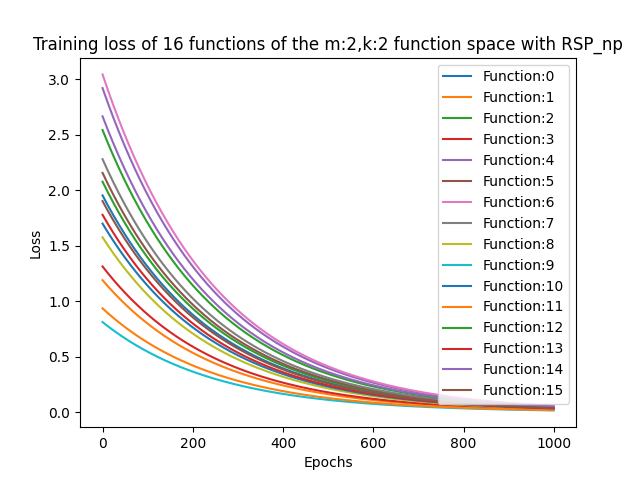 Training loss of 16 functions of the m:2,k:2 function space with RSP_np
3.0
2.5
2.0
1.5
1.0
0.5
0.0
Loss
0 200 400 600 800 1000
Epochs
Function:0
Function:1
Function:2
Function:3
Function:4
Function:5
Function:6
Function:7
Function:8
Function:9
Function:10
Function:11
Function:12
Function:13
Function:14
Function:15